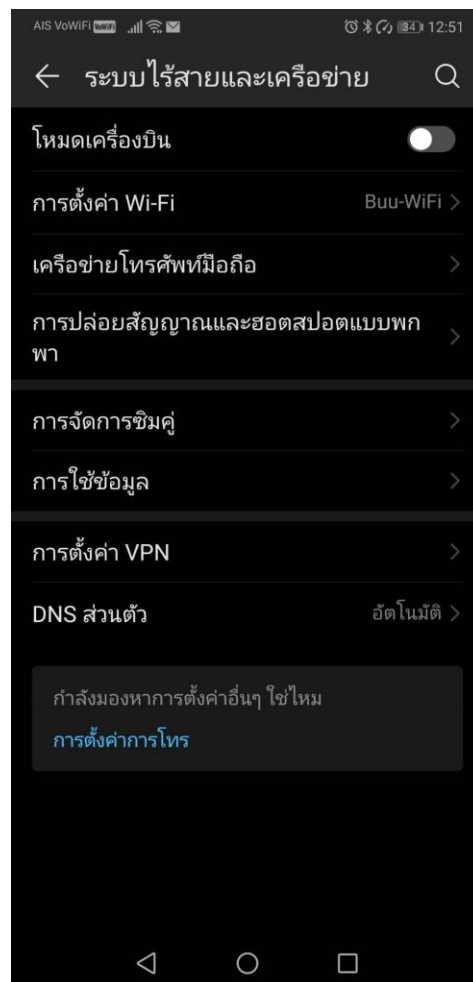 AIS VoWiFi VoWiFi 34 12:51
ระบบไร้สายและเครือข่าย
โหมดเครื่องบิน
การตั้งค่า Wi-Fi Buu-WiFi
เครือข่ายโทรศัพท์มือถือ
การปล่อยสัญญาณและฮอตสปอตแบบพก
พา
การจัดการซิมคู่
การใช้ข้อมูล
การตั้งค่า VPN
DNS ส่วนตัว อัตโนมัติ
กำลังมองหาการตั้งค่าอื่นๆ ใช่ไหม
การตั้งค่าการโทร